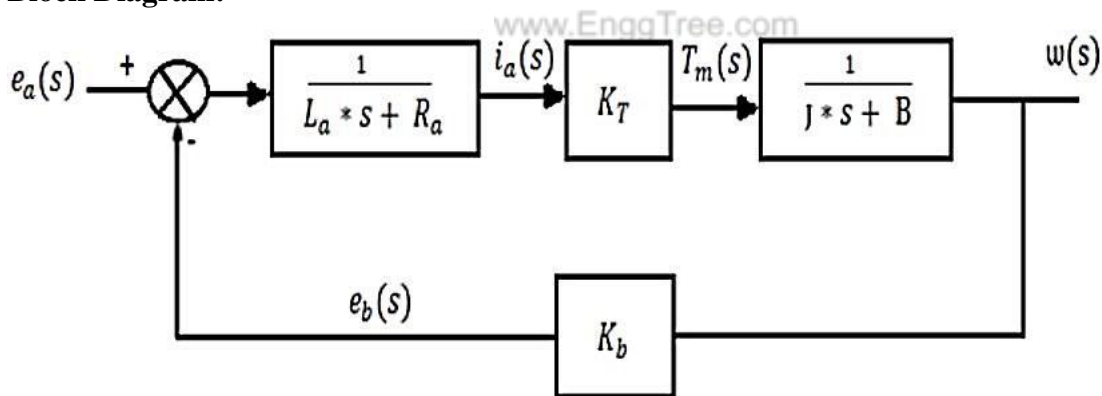 Block Diagram:
www.EnggTree.com
e_a(s) + - 1 / (L_a * s + R_a) i_a(s) K_T T_m(s) 1 / (J * s + B) w(s)
e_b(s) K_b